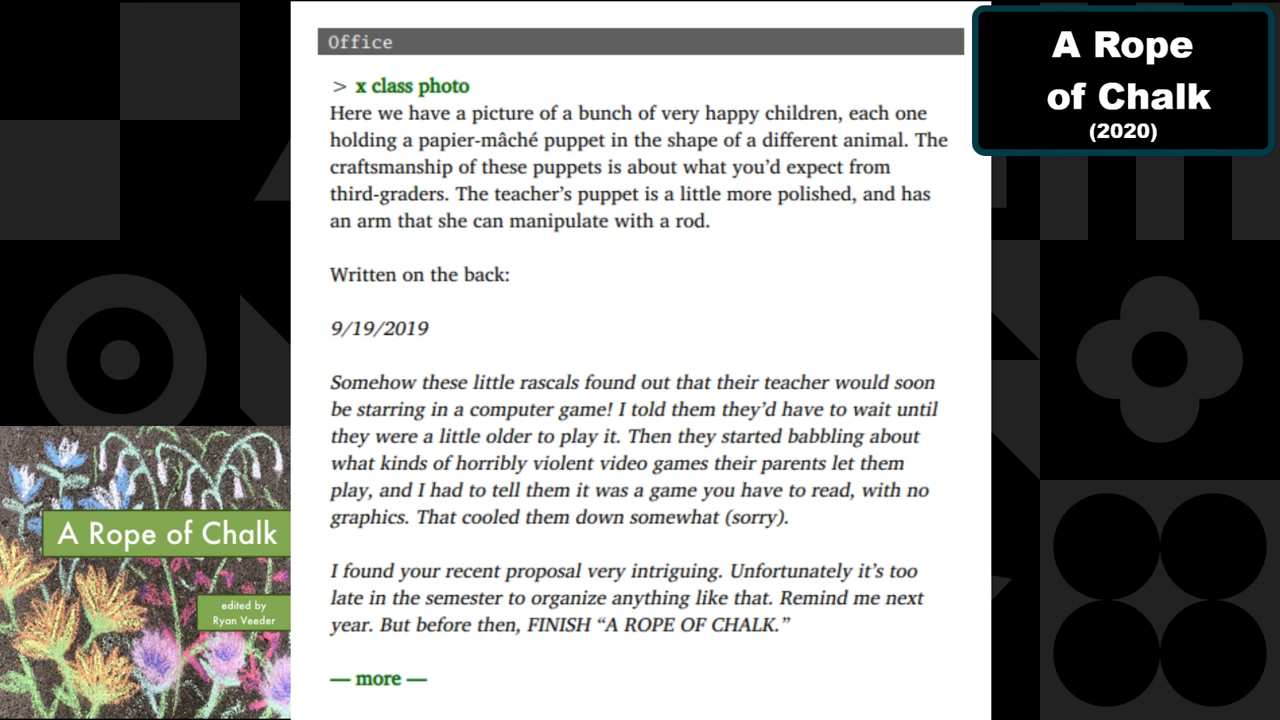 Office
> x class photo
Here we have a picture of a bunch of very happy children, each one
holding a papier-mâché puppet in the shape of a different animal. The
craftsmanship of these puppets is about what you’d expect from
third-graders. The teacher’s puppet is a little more polished, and has
an arm that she can manipulate with a rod.
Written on the back:
9/19/2019
Somehow these little rascals found out that their teacher would soon
be starring in a computer game! I told them they’d have to wait until
they were a little older to play it. Then they started babbling about
what kinds of horribly violent video games their parents let them
play, and I had to tell them it was a game you have to read, with no
graphics. That cooled them down somewhat (sorry).
I found your recent proposal very intriguing. Unfortunately it’s too
late in the semester to organize anything like that. Remind me next
year. But before then, FINISH “A ROPE OF CHALK.”
— more —
A Rope
of Chalk
(2020)
A Rope of Chalk
edited by
Ryan Veeder